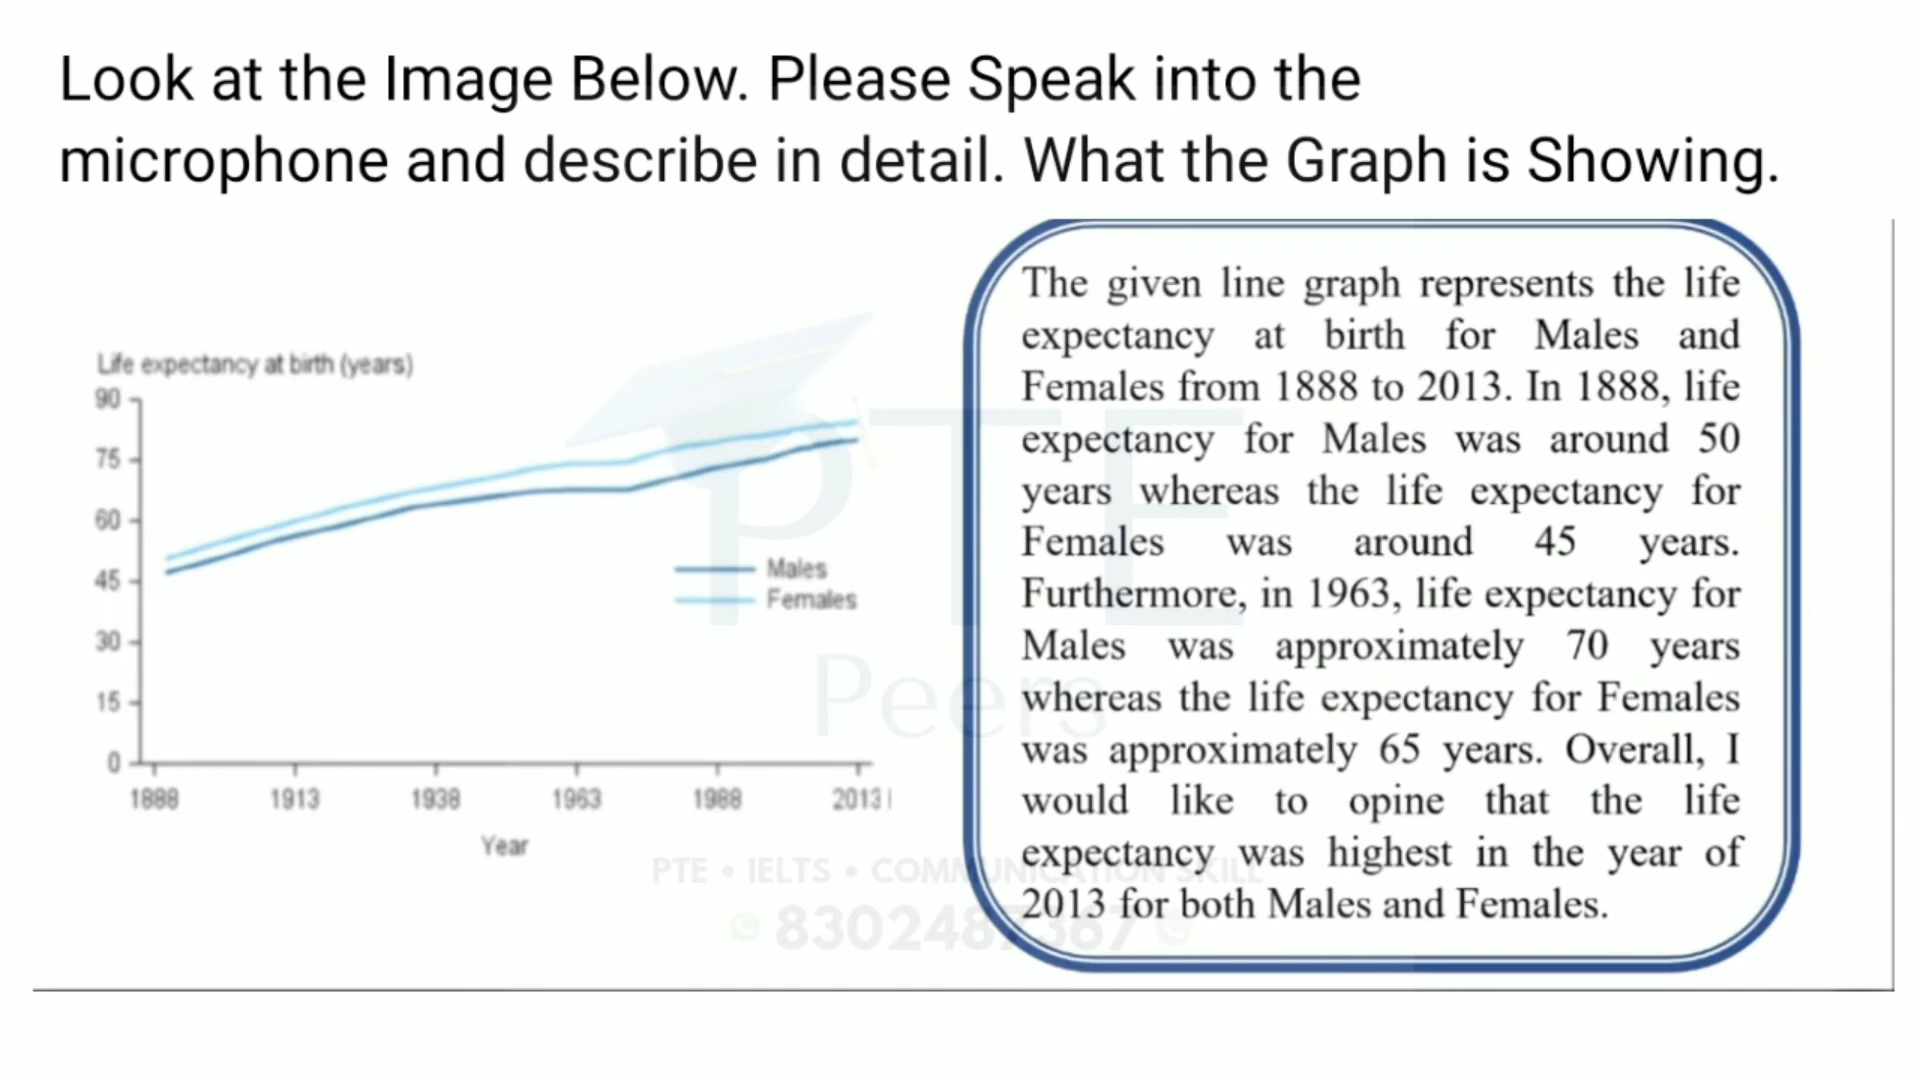 Look at the Image Below. Please Speak into the
microphone and describe in detail. What the Graph is Showing.
Life expectancy at birth (years)
90
75
60
45
30
15
0
1888 1913 1938 1963 1988 2013
Year
Males
Females
The given line graph represents the life
expectancy at birth for Males and
Females from 1888 to 2013. In 1888, life
expectancy for Males was around 50
years whereas the life expectancy for
Females was around 45 years.
Furthermore, in 1963, life expectancy for
Males was approximately 70 years
whereas the life expectancy for Females
was approximately 65 years. Overall, I
would like to opine that the life
expectancy was highest in the year of
2013 for both Males and Females.
PTE
Peers
PTE • IELTS • COMMUNICATION SKILL
8302487367